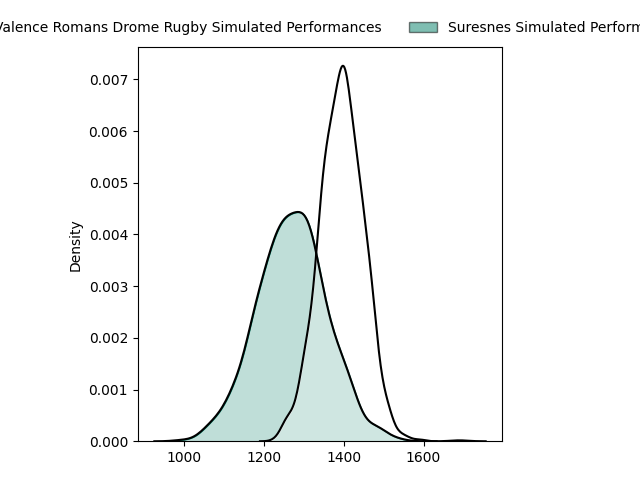 Valence Romans Drome Rugby Simulated Performances Suresnes Simulated Perform
Density
0.007
0.006
0.005
0.004
0.003
0.002
0.001
0.000
1000 1200 1400 1600